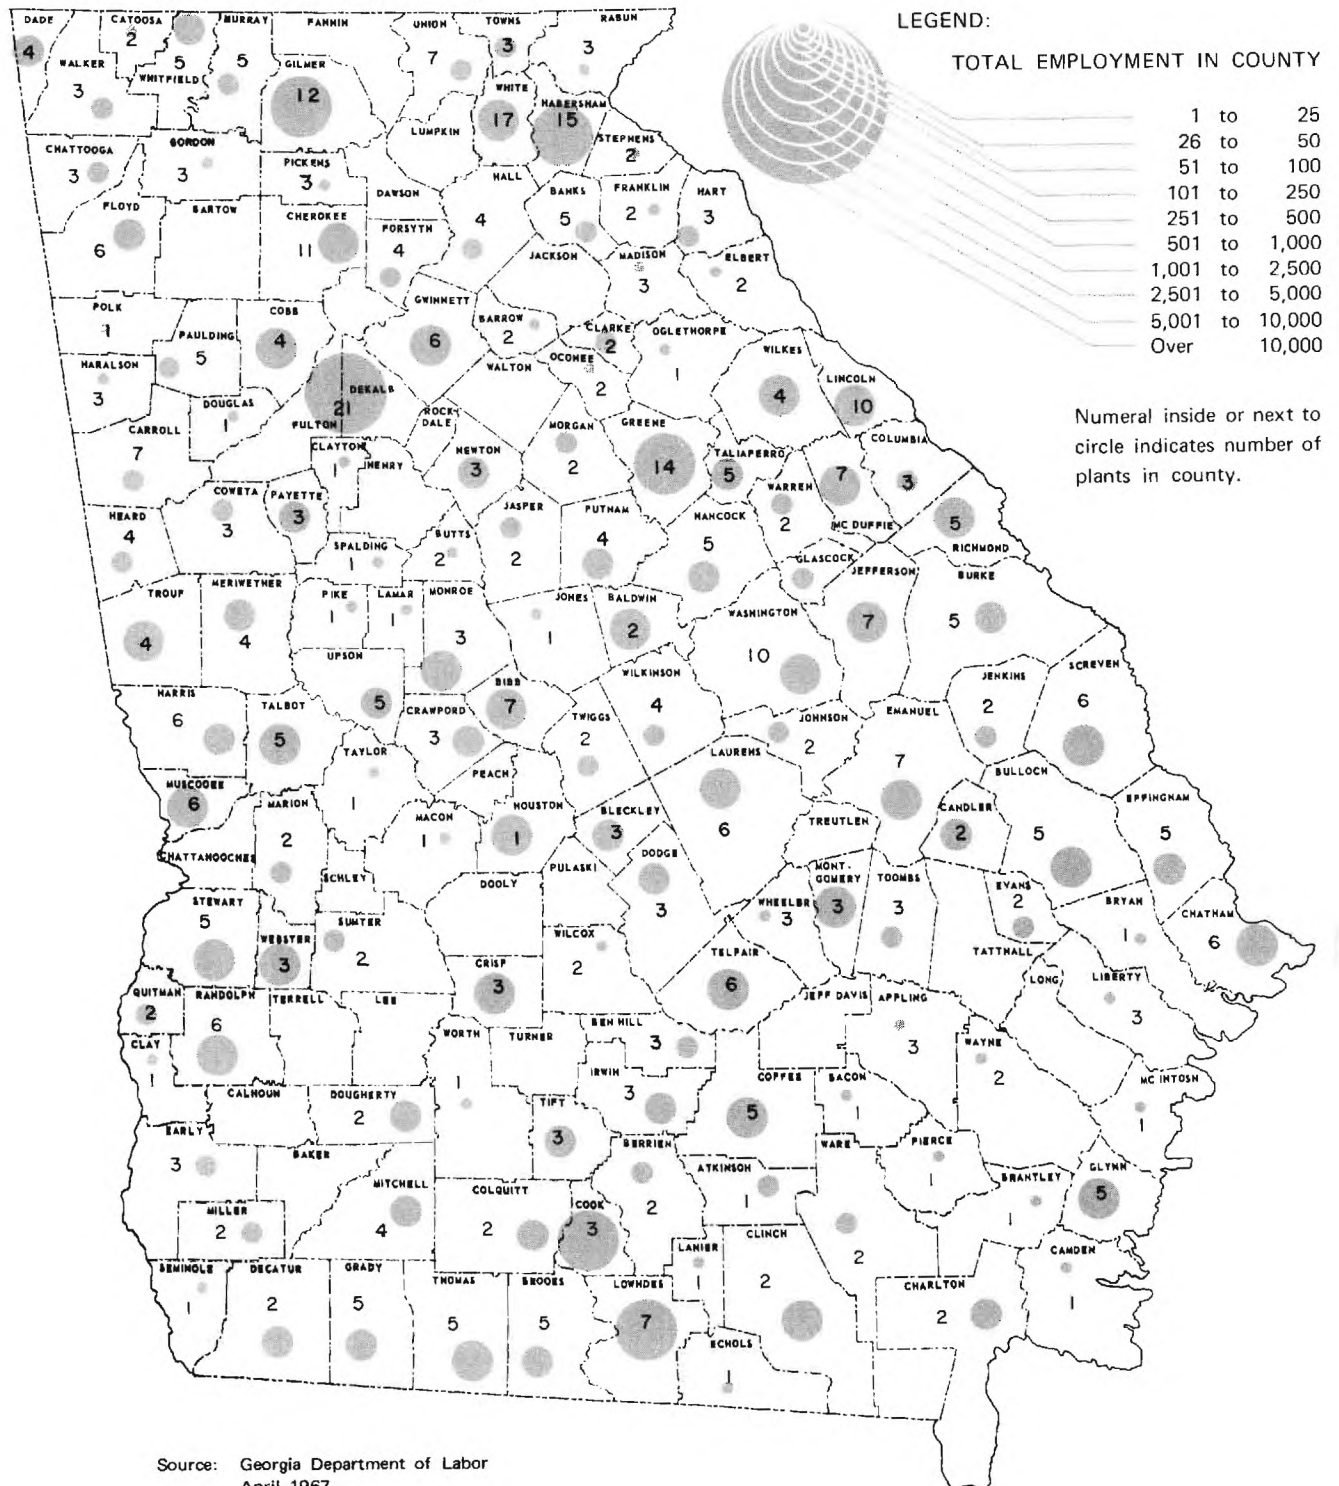 LEGEND:
TOTAL EMPLOYMENT IN COUNTY
1 to 25
26 to 50
51 to 100
101 to 250
251 to 500
501 to 1,000
1,001 to 2,500
2,501 to 5,000
5,001 to 10,000
Over 10,000
Numeral inside or next to
circle indicates number of
plants in county.
DADE 4
CATOOSA 2
WHITFIELD 5
MURRAY 5
FANNIN
UNION 7
TOWNS 3
RABUN 3
WALKER 3
GILMER 12
WHITE 17
HABERSHAM 15
LUMPKIN
STEPHENS 2
CHATTOOGA 3
GORDON 3
PICKENS 3
DAWSON
HALL 4
BANKS 5
FRANKLIN 2
HART 3
FLOYD 6
BARTOW
CHEROKEE 11
FORSYTH 4
JACKSON
MADISON 3
ELBERT 2
POLK 1
PAULDING 5
COBB 4
GWINNETT 6
BARROW 2
CLARKE 2
OGLETHORPE 1
WILKES 4
LINCOLN 10
HARALSON 3
DOUGLAS 1
DEKALB
21
FULTON
ROCK-
DALE
WALTON
OCONEE 2
CARROLL 7
CLAYTON 1
HENRY
NEWTON 3
MORGAN 2
GREENE 14
TALIAFERRO 5
COLUMBIA 3
HEARD 4
COWETA 3
FAYETTE 3
SPALDING 1
BUTTS 2
JASPER 2
PUTNAM 4
HANCOCK 5
WARREN 2
MC DUFFIE 7
RICHMOND 5
TROUP 4
MERIWETHER 4
PIKE 1
LAMAR 1
MONROE 3
JONES 1
BALDWIN 2
WASHINGTON 10
GLASCOCK
JEFFERSON 7
BURKE 5
HARRIS 6
TALBOT 5
UPSON 5
CRAWFORD 3
BIBB 7
TWIGGS 2
WILKINSON 4
JOHNSON 2
EMANUEL 7
JENKINS 2
SCREVEN 6
MUSCOGEE 6
MARION 2
TAYLOR 1
MACON 1
PEACH
HOUSTON 1
BLECKLEY 3
LAURENS 6
TREUTLEN
CANDLER 2
BULLOCH 5
EFFINGHAM 5
CHATTAHOOCHEE
SCHLEY
DOOLY
PULASKI
DODGE 3
WHEELER 3
MONT-
GOMERY 3
TOOMBS 3
EVANS 2
TATTNALL
BRYAN 1
CHATHAM 6
STEWART 5
WEBSTER 3
SUMTER 2
CRISP 3
WILCOX 2
TELFAIR 6
JEFF DAVIS
APPLING 3
LONG
LIBERTY 3
QUITMAN 2
RANDOLPH 6
TERRELL
LEE
WORTH 1
TURNER
BEN HILL 3
COFFEE 5
BACON 1
WAYNE 2
MC INTOSH 1
CLAY 1
CALHOUN
DOUGHERTY 2
TIFT 3
IRWIN 3
EARLY 3
BAKER
MITCHELL 4
COLQUITT 2
COOK 3
BERRIEN 2
ATKINSON 1
WARE 2
PIERCE 1
BRANTLEY 1
GLYNN 5
MILLER 2
SEMINOLE 1
DECATUR 2
GRADY 5
THOMAS 5
BROOKS 5
LOWNDES 7
LANIER 1
CLINCH 2
ECHOLS 1
CHARLTON 2
CAMDEN 1
Source: Georgia Department of Labor
April 1967